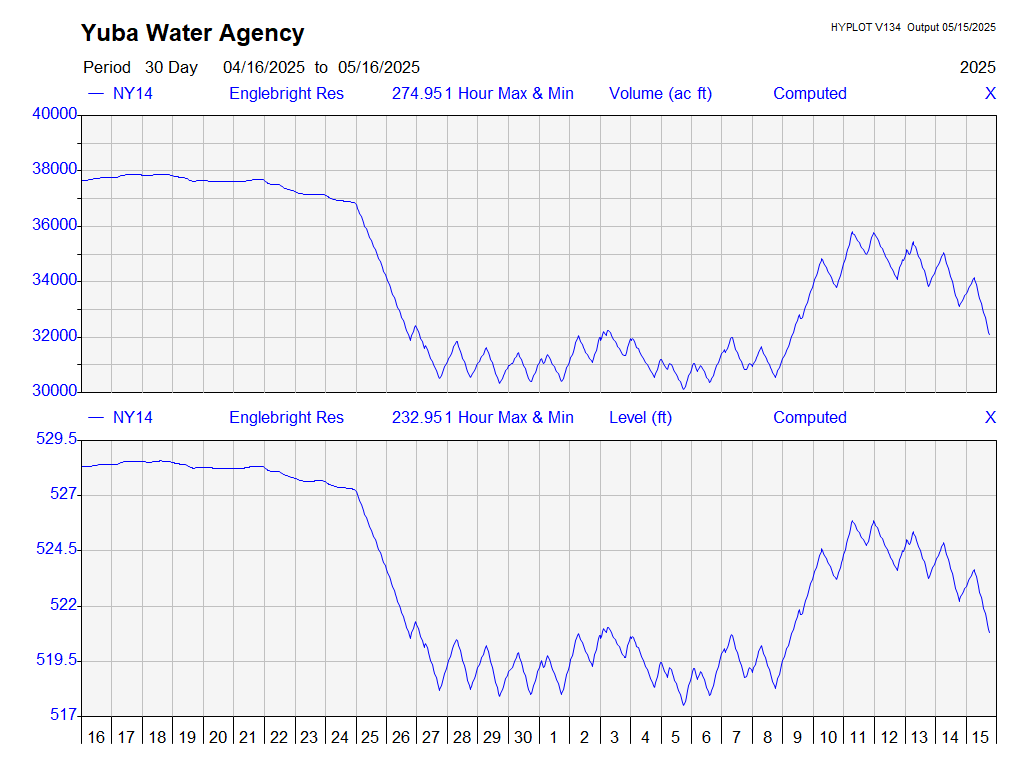 Yuba Water Agency
HYPLOT V134 Output 05/15/2025
Period 30 Day 04/16/2025 to 05/16/2025
2025
NY14 Englebright Res 274.951 Hour Max & Min Volume (ac ft) Computed X
40000
38000
36000
34000
32000
30000
NY14 Englebright Res 232.951 Hour Max & Min Level (ft) Computed X
529.5
527
524.5
522
519.5
517
16 17 18 19 20 21 22 23 24 25 26 27 28 29 30 1 2 3 4 5 6 7 8 9 10 11 12 13 14 15